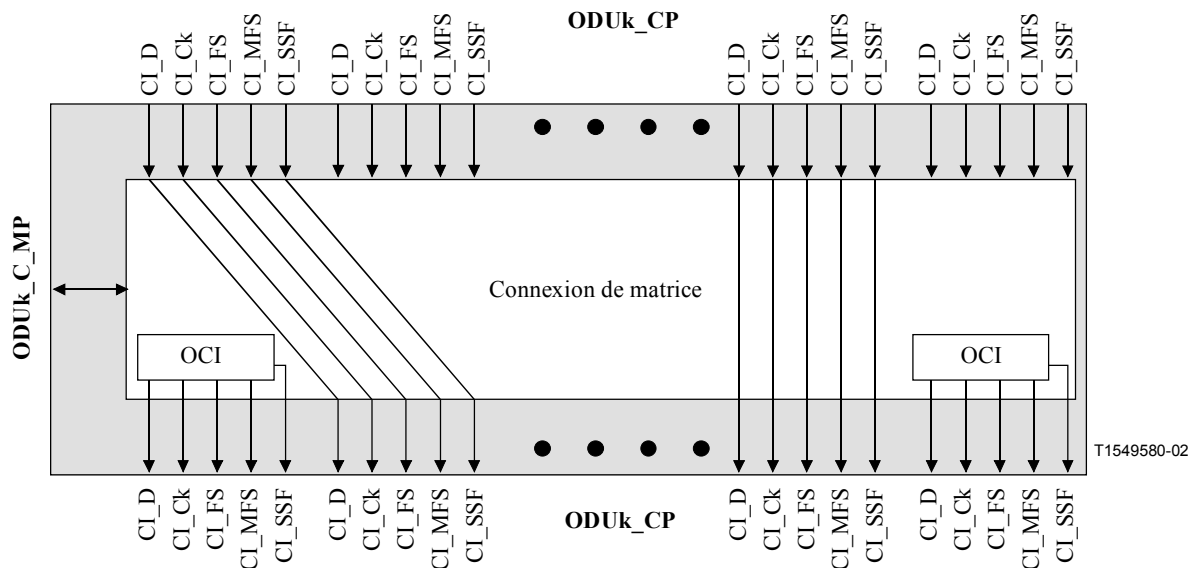 ODUk_CP
CI_D CI_Ck CI_FS CI_MFS CI_SSF CI_D CI_Ck CI_FS CI_MFS CI_SSF CI_D CI_Ck CI_FS CI_MFS CI_SSF CI_D CI_Ck CI_FS CI_MFS CI_SSF
ODUk_C_MP
Connexion de matrice
OCI OCI
T1549580-02
CI_D CI_Ck CI_FS CI_MFS CI_SSF CI_D CI_Ck CI_FS CI_MFS CI_SSF CI_D CI_Ck CI_FS CI_MFS CI_SSF CI_D CI_Ck CI_FS CI_MFS CI_SSF
ODUk_CP